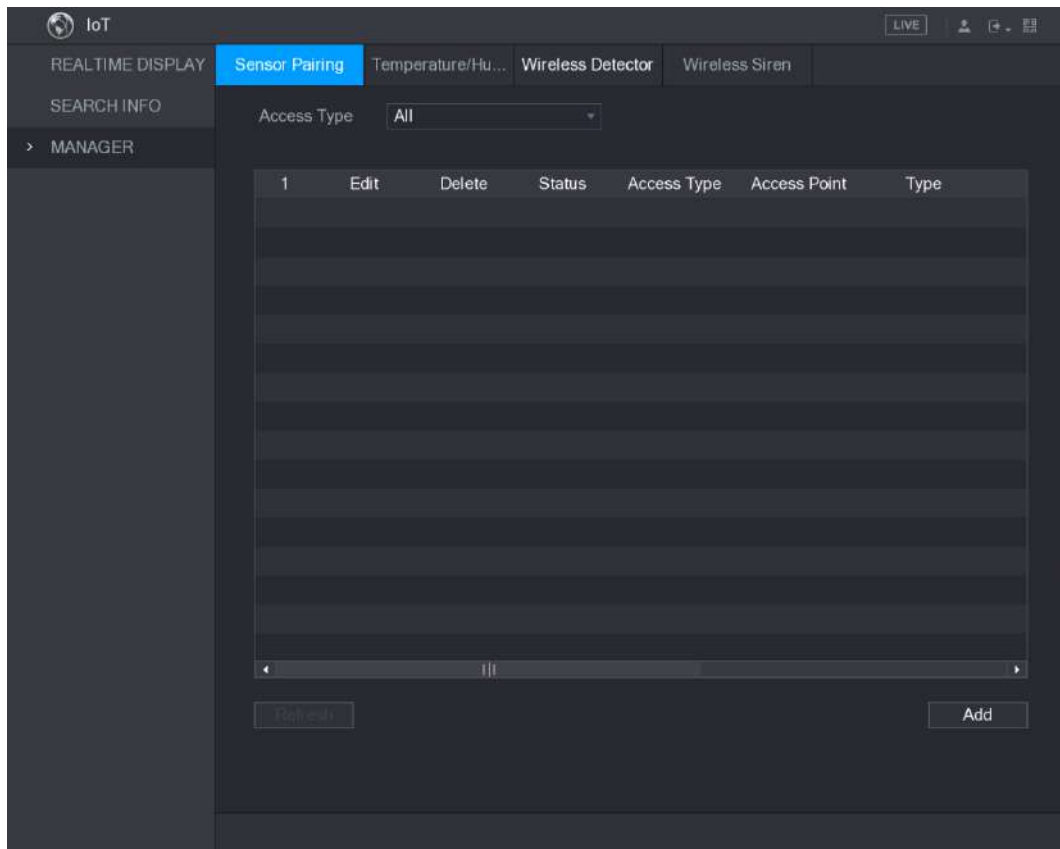 IoT
LIVE
REALTIME DISPLAY
SEARCH INFO
MANAGER
Sensor Pairing Temperature/Hu... Wireless Detector Wireless Siren
Access Type All
1 Edit Delete Status Access Type Access Point Type
Refresh Add